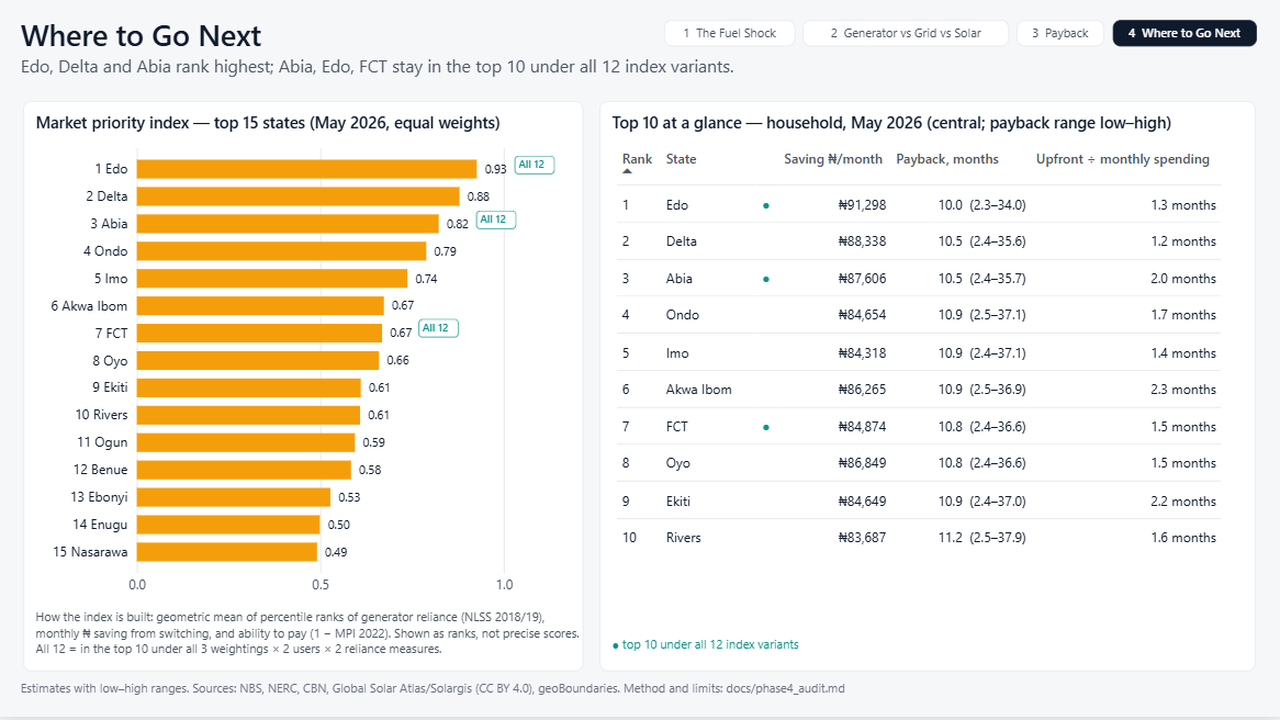 Where to Go Next
1 The Fuel Shock
2 Generator vs Grid vs Solar
3 Payback
4 Where to Go Next
Edo, Delta and Abia rank highest; Abia, Edo, FCT stay in the top 10 under all 12 index variants.
Market priority index — top 15 states (May 2026, equal weights)
1 Edo 0.93 All 12
2 Delta 0.88
3 Abia 0.82 All 12
4 Ondo 0.79
5 Imo 0.74
6 Akwa Ibom 0.67
7 FCT 0.67 All 12
8 Oyo 0.66
9 Ekiti 0.61
10 Rivers 0.61
11 Ogun 0.59
12 Benue 0.58
13 Ebonyi 0.53
14 Enugu 0.50
15 Nasarawa 0.49
0.0 0.5 1.0
How the index is built: geometric mean of percentile ranks of generator reliance (NLSS 2018/19),
monthly ₦ saving from switching, and ability to pay (1 − MPI 2022). Shown as ranks, not precise scores.
All 12 = in the top 10 under all 3 weightings × 2 users × 2 reliance measures.
Top 10 at a glance — household, May 2026 (central; payback range low–high)
Rank State Saving ₦/month Payback, months Upfront ÷ monthly spending
1 Edo ● ₦91,298 10.0 (2.3–34.0) 1.3 months
2 Delta ₦88,338 10.5 (2.4–35.6) 1.2 months
3 Abia ● ₦87,606 10.5 (2.4–35.7) 2.0 months
4 Ondo ₦84,654 10.9 (2.5–37.1) 1.7 months
5 Imo ₦84,318 10.9 (2.4–37.1) 1.4 months
6 Akwa Ibom ₦86,265 10.9 (2.5–36.9) 2.3 months
7 FCT ● ₦84,874 10.8 (2.4–36.6) 1.5 months
8 Oyo ₦86,849 10.8 (2.4–36.6) 1.5 months
9 Ekiti ₦84,649 10.9 (2.4–37.0) 2.2 months
10 Rivers ₦83,687 11.2 (2.5–37.9) 1.6 months
● top 10 under all 12 index variants
Estimates with low–high ranges. Sources: NBS, NERC, CBN, Global Solar Atlas/Solargis (CC BY 4.0), geoBoundaries. Method and limits: docs/phase4_audit.md